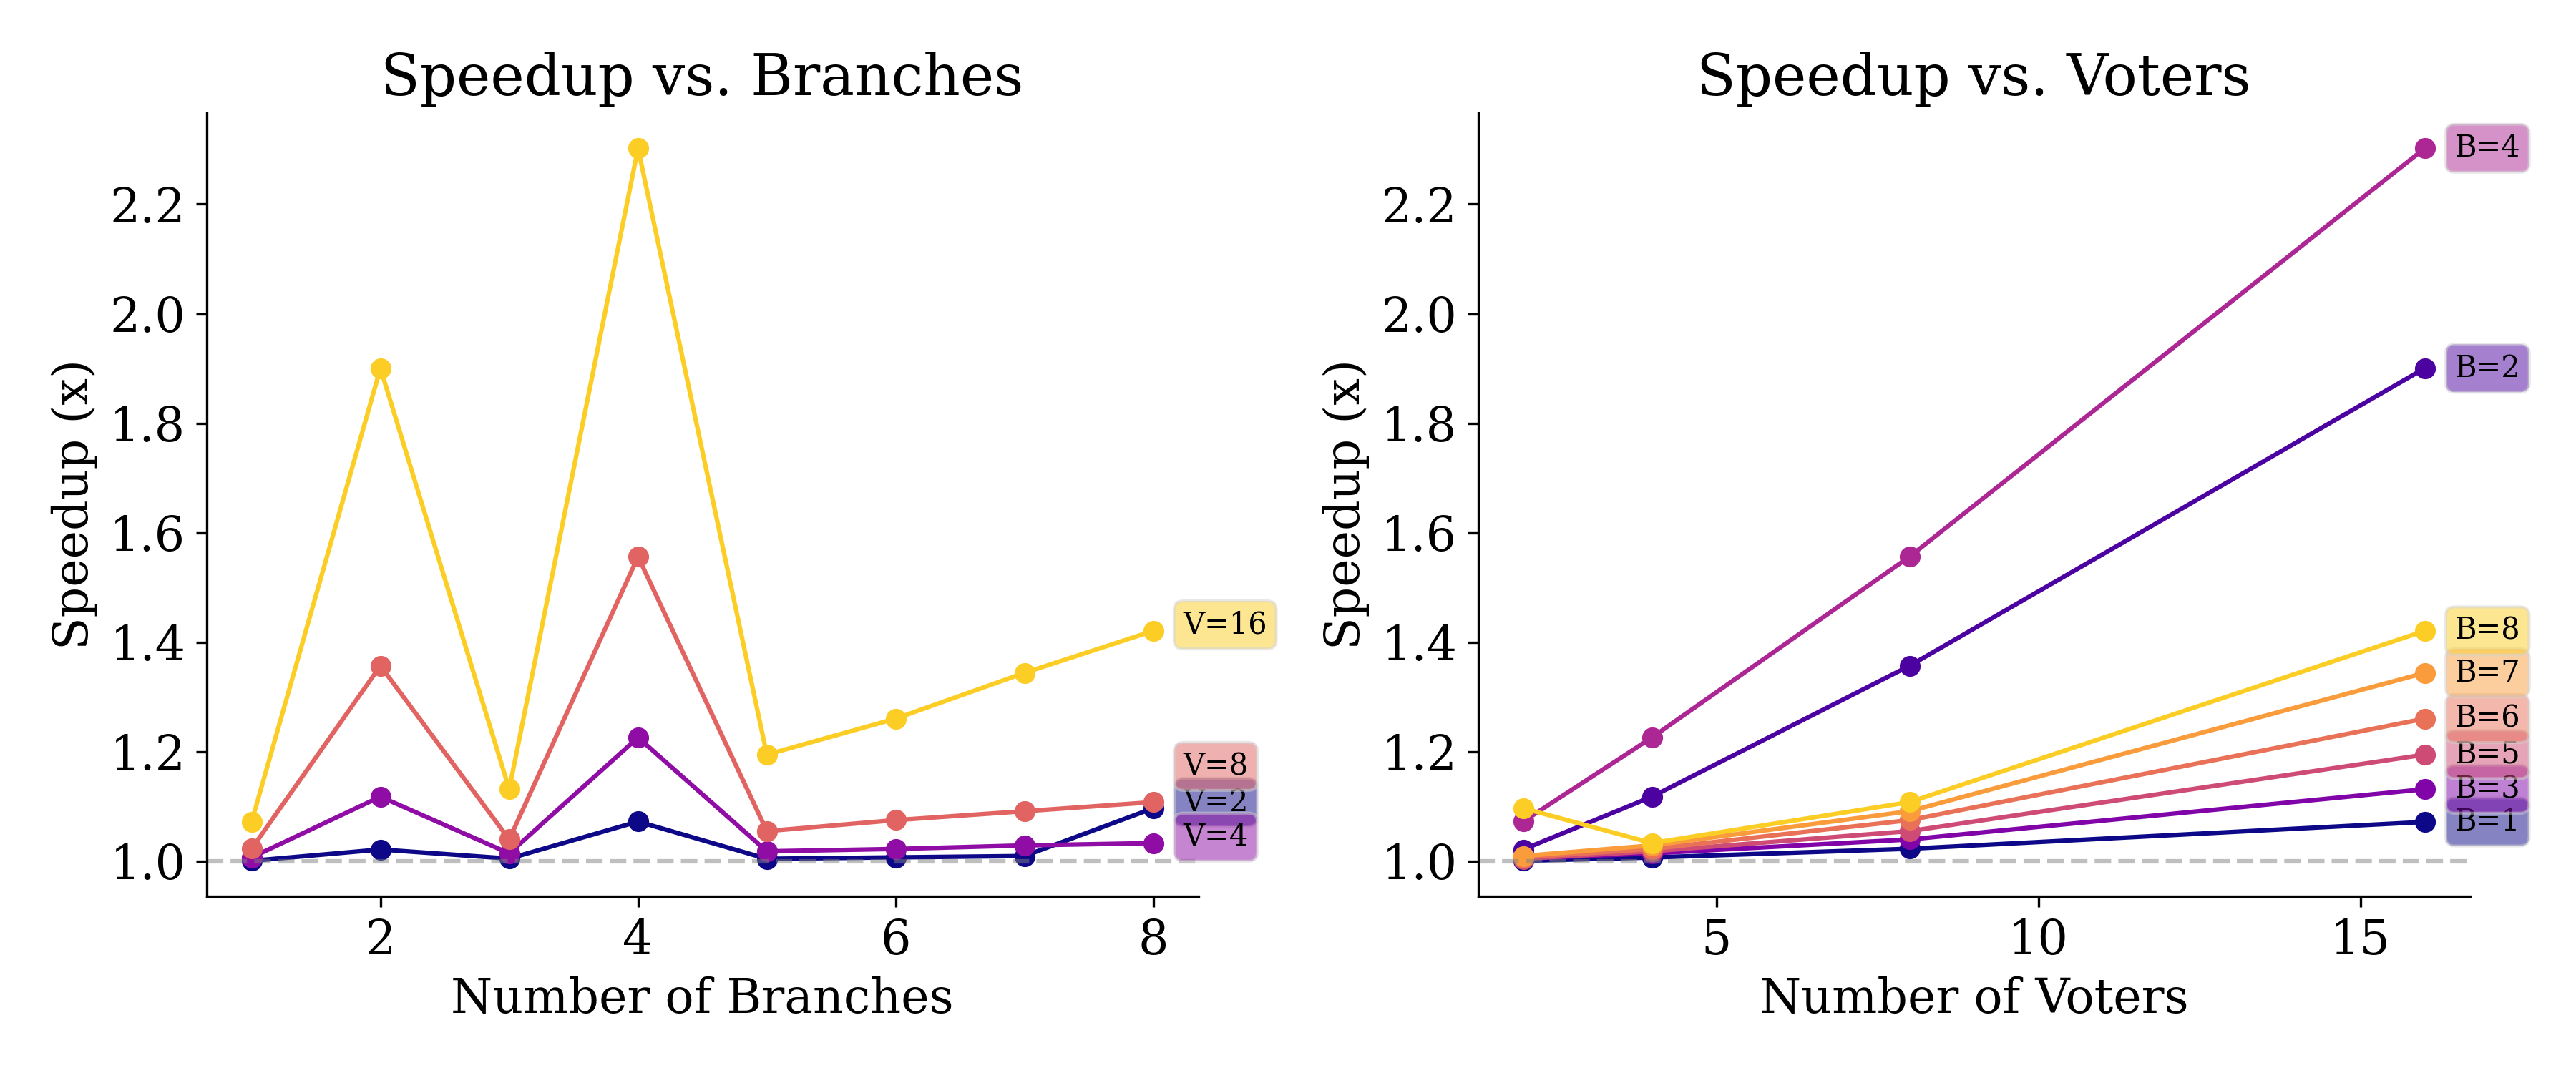 Speedup vs. Branches
Speedup (x)
2.2
2.0
1.8
1.6
1.4
1.2
1.0
2
4
6
8
Number of Branches
V=16
V=8
V=2
V=4
Speedup vs. Voters
Speedup (x)
2.2
2.0
1.8
1.6
1.4
1.2
1.0
5
10
15
Number of Voters
B=4
B=2
B=8
B=7
B=6
B=5
B=3
B=1